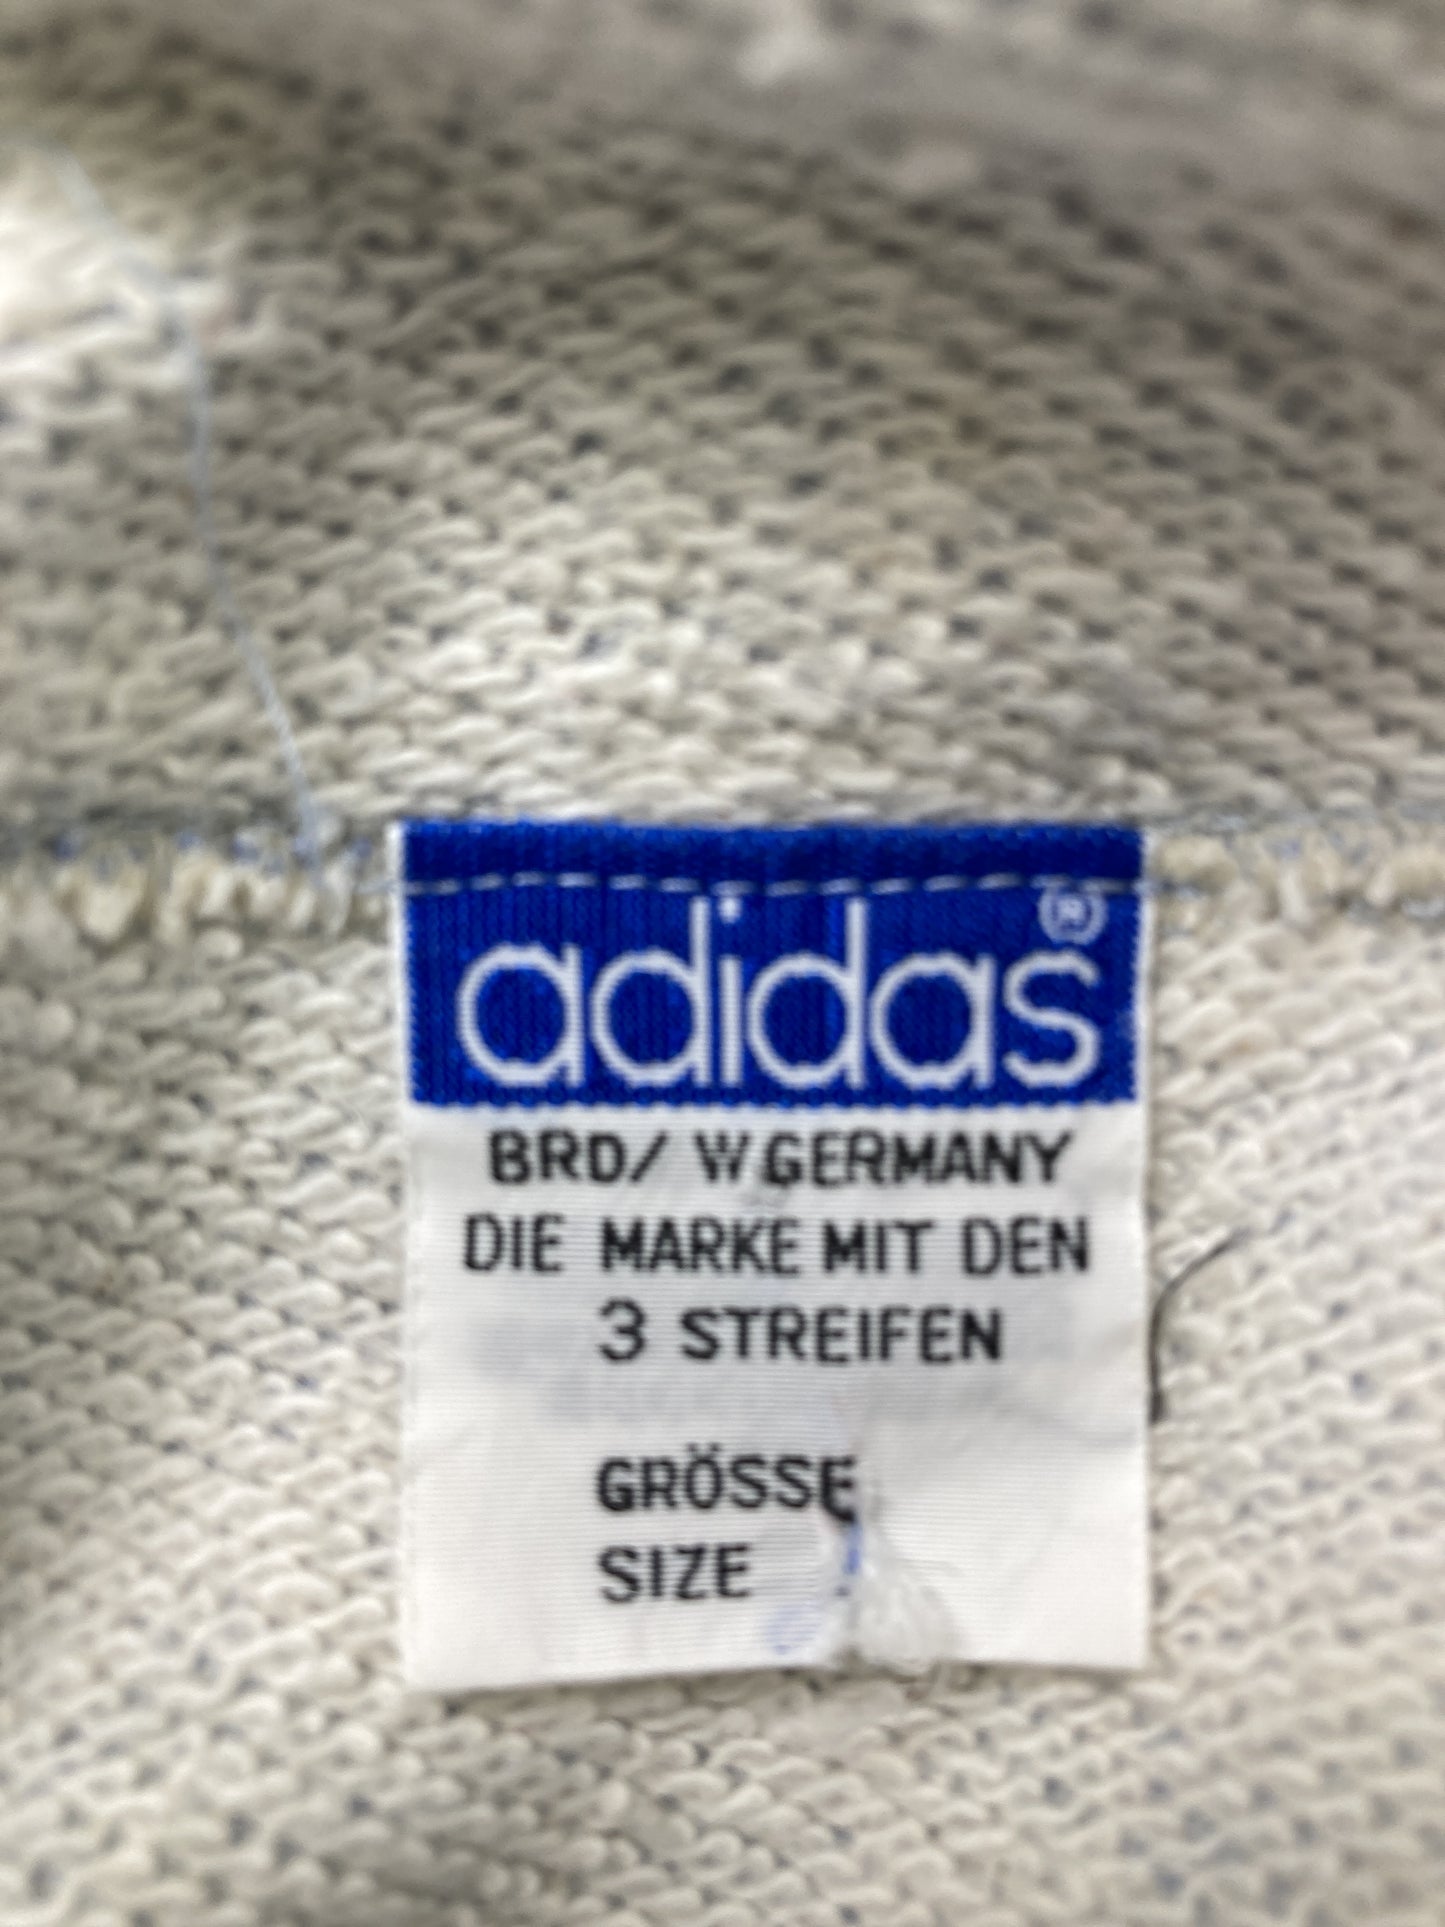 adidas®
BRD/ W GERMANY
DIE MARKE MIT DEN
3 STREIFEN
GRÖSSE
SIZE